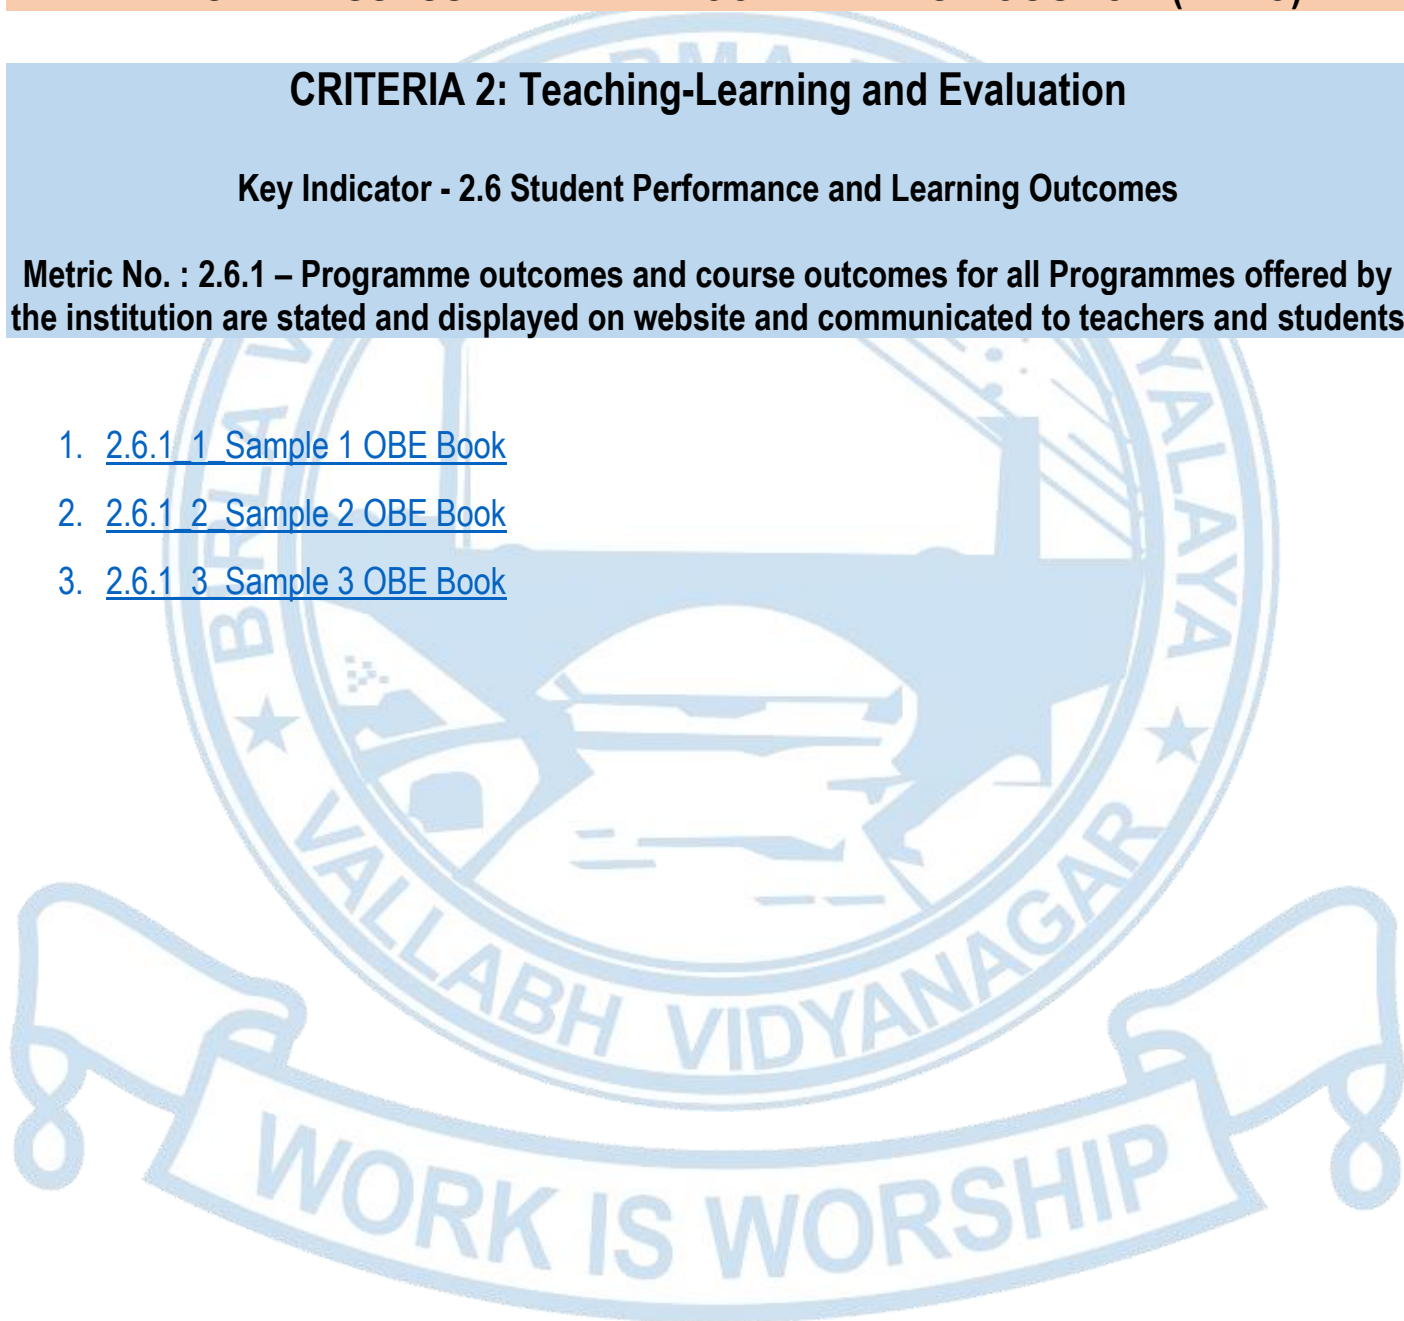 CRITERIA 2: Teaching-Learning and Evaluation
Key Indicator - 2.6 Student Performance and Learning Outcomes
Metric No. : 2.6.1 – Programme outcomes and course outcomes for all Programmes offered by
the institution are stated and displayed on website and communicated to teachers and students
1. 2.6.1_1_Sample 1 OBE Book
2. 2.6.1_2_Sample 2 OBE Book
3. 2.6.1_3_Sample 3 OBE Book
BIRLA
YALAYA
VALLABH VIDYANAGAR
WORK IS WORSHIP